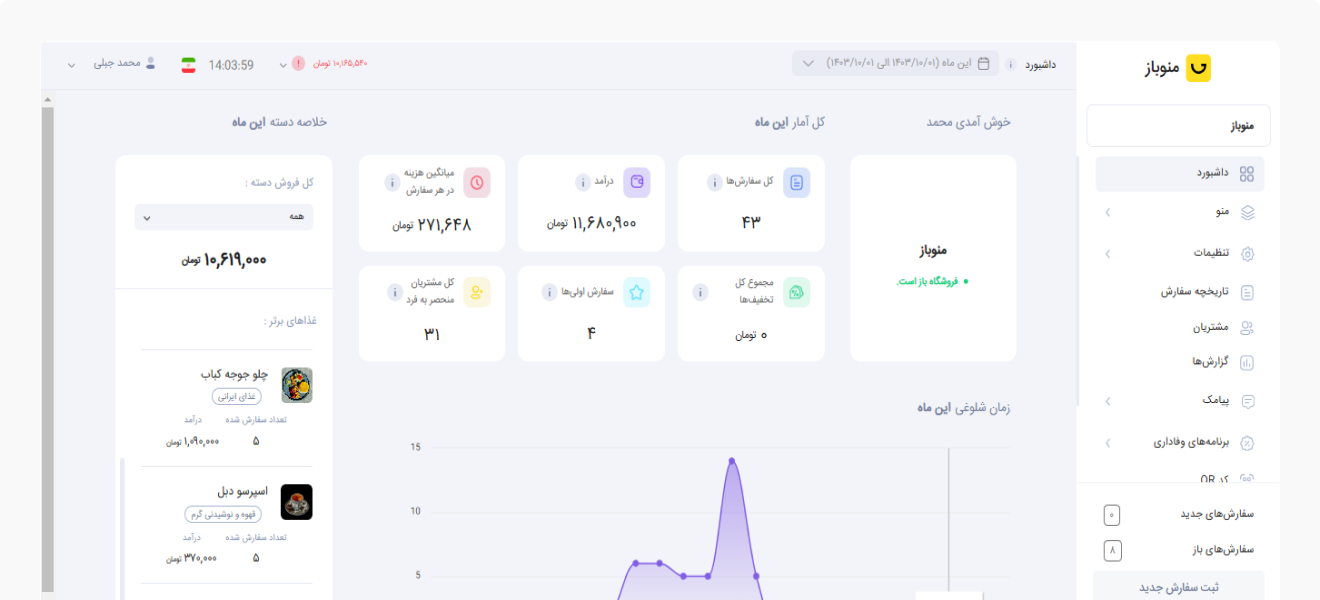 منوباز
منوباز
داشبورد
منو
تنظیمات
تاریخچه سفارش
مشتریان
گزارش‌ها
پیامک
برنامه‌های وفاداری
کد QR
سفارش‌های جدید
۰
سفارش‌های باز
۸
ثبت سفارش جدید
داشبورد
این ماه (۱۴۰۳/۱۰/۰۱ الی ۱۴۰۳/۱۰/۰۱)
۱۰,۱۶۵,۵۴۰ تومان
14:03:59
محمد جبلی
خوش آمدی محمد
منوباز
فروشگاه باز است.
کل آمار این ماه
کل سفارش‌ها
۴۳
درآمد
۱۱,۶۸۰,۹۰۰ تومان
میانگین هزینه
در هر سفارش
۲۷۱,۶۴۸ تومان
مجموع کل
تخفیف‌ها
۰ تومان
سفارش اولی‌ها
۴
کل مشتریان
منحصر به فرد
۳۱
زمان شلوغی این ماه
15
10
5
خلاصه دسته این ماه
کل فروش دسته :
همه
۱۰,۶۱۹,۰۰۰ تومان
غذاهای برتر :
چلو جوجه کباب
غذای ایرانی
تعداد سفارش شده درآمد
۵ ۱,۰۹۰,۰۰۰ تومان
اسپرسو دبل
قهوه و نوشیدنی گرم
تعداد سفارش شده درآمد
۵ ۳۷۰,۰۰۰ تومان